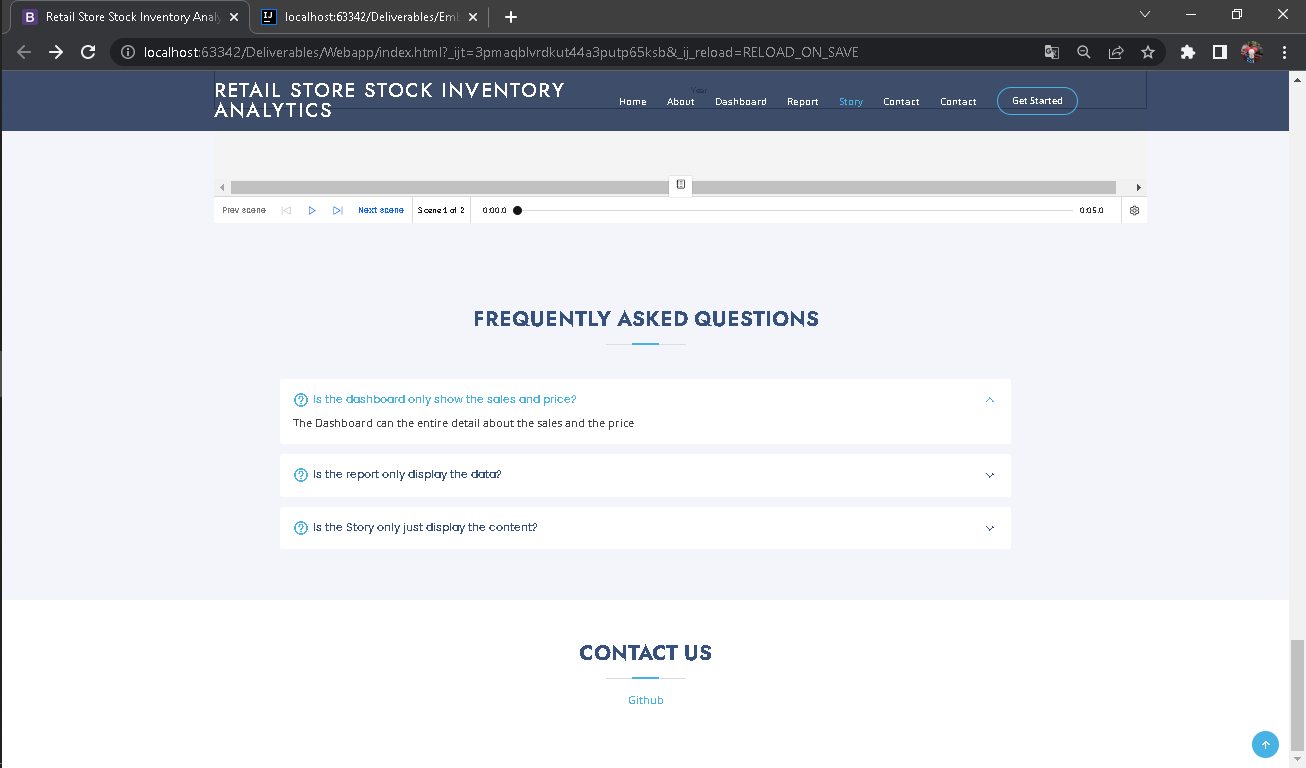 Retail Store Stock Inventory Analy
localhost:63342/Deliverables/Emb
localhost:63342/Deliverables/Webapp/index.html?_ijt=3pmaqblvrdkut44a3putp65ksb&_ij_reload=RELOAD_ON_SAVE
RETAIL STORE STOCK INVENTORY
ANALYTICS
Year
Home About Dashboard Report Story Contact Contact Get Started
Prev scene Next scene Scene 1 of 2 0:00.0 0:05.0
FREQUENTLY ASKED QUESTIONS
Is the dashboard only show the sales and price?
The Dashboard can the entire detail about the sales and the price
Is the report only display the data?
Is the Story only just display the content?
CONTACT US
Github